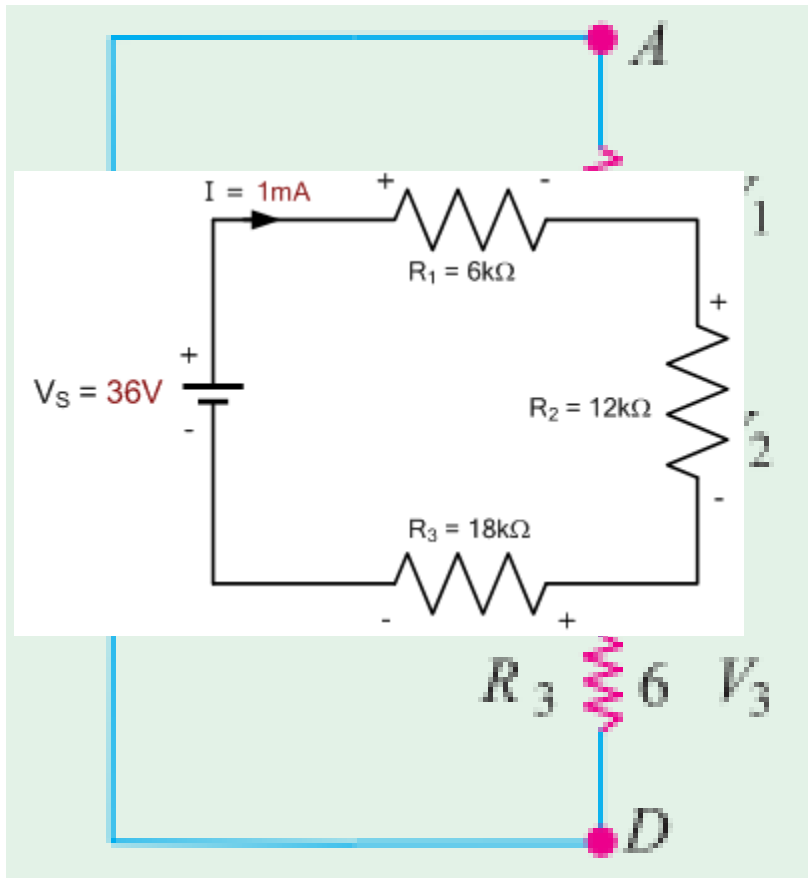 A
I = 1mA
+ -
R₁ = 6kΩ
1
+
+
Vₛ = 36V
R₂ = 12kΩ
-
2
-
R₃ = 18kΩ
- +
R 3 6 V3
D